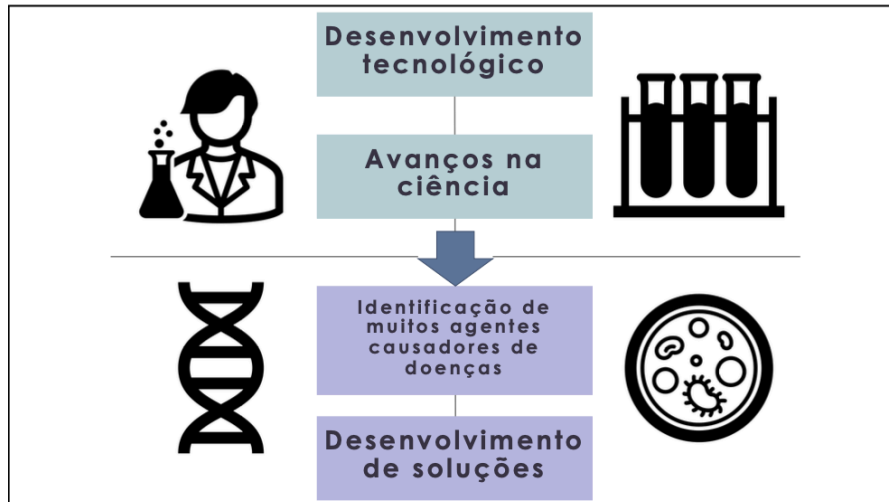 Desenvolvimento
tecnológico
Avanços na
ciência
Identificação de
muitos agentes
causadores de
doenças
Desenvolvimento
de soluções